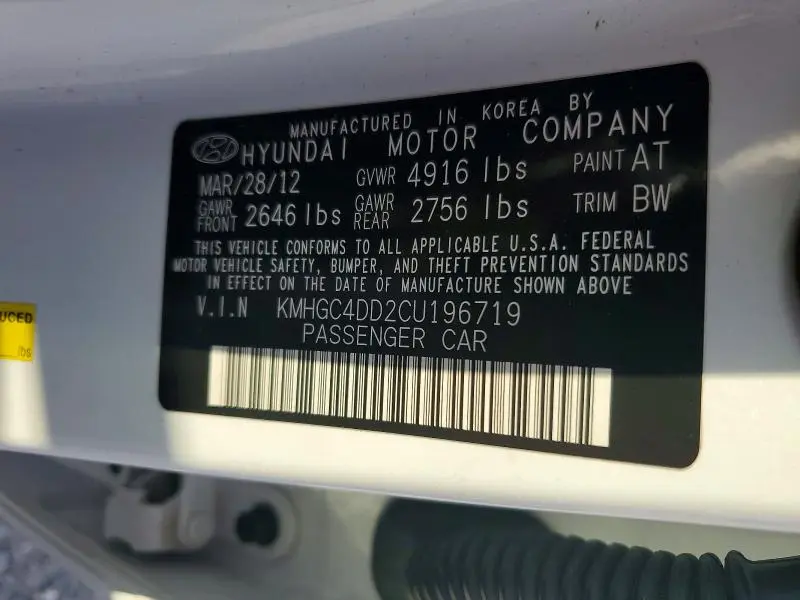 MANUFACTURED IN KOREA BY
HYUNDAI MOTOR COMPANY
MAR/28/12 GVWR 4916 lbs PAINT AT
GAWR FRONT 2646 lbs GAWR REAR 2756 lbs TRIM BW
THIS VEHICLE CONFORMS TO ALL APPLICABLE U.S.A. FEDERAL
MOTOR VEHICLE SAFETY, BUMPER, AND THEFT PREVENTION STANDARDS
IN EFFECT ON THE DATE OF MANUFACTURE SHOWN ABOVE
V.I.N KMHGC4DD2CU196719
PASSENGER CAR
UCED
lbs